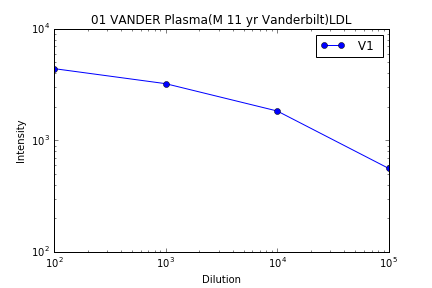 01 VANDER Plasma(M 11 yr Vanderbilt)LDL
V1
Intensity
10^4
10^3
10^2
10^2 10^3 10^4 10^5
Dilution